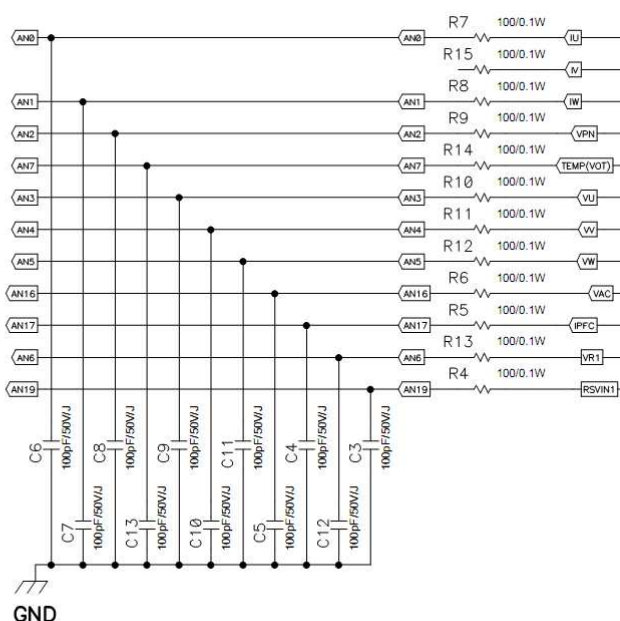 R7 100/0.1W
AN0 AN0 IU
R15 100/0.1W
IV
R8 100/0.1W
AN1 AN1 IW
R9 100/0.1W
AN2 AN2 VPN
R14 100/0.1W
AN7 AN7 TEMP(VOT)
R10 100/0.1W
AN3 AN3 VU
R11 100/0.1W
AN4 AN4 VV
R12 100/0.1W
AN5 AN5 VW
R6 100/0.1W
AN16 AN16 VAC
R5 100/0.1W
AN17 AN17 IPFC
R13 100/0.1W
AN6 AN6 VR1
R4 100/0.1W
AN19 AN19 RSVIN1
C6 100pF/50V/J
C8 100pF/50V/J
C9 100pF/50V/J
C11 100pF/50V/J
C4 100pF/50V/J
C3 100pF/50V/J
C7 100pF/50V/J
C13 100pF/50V/J
C10 100pF/50V/J
C5 100pF/50V/J
C12 100pF/50V/J
GND